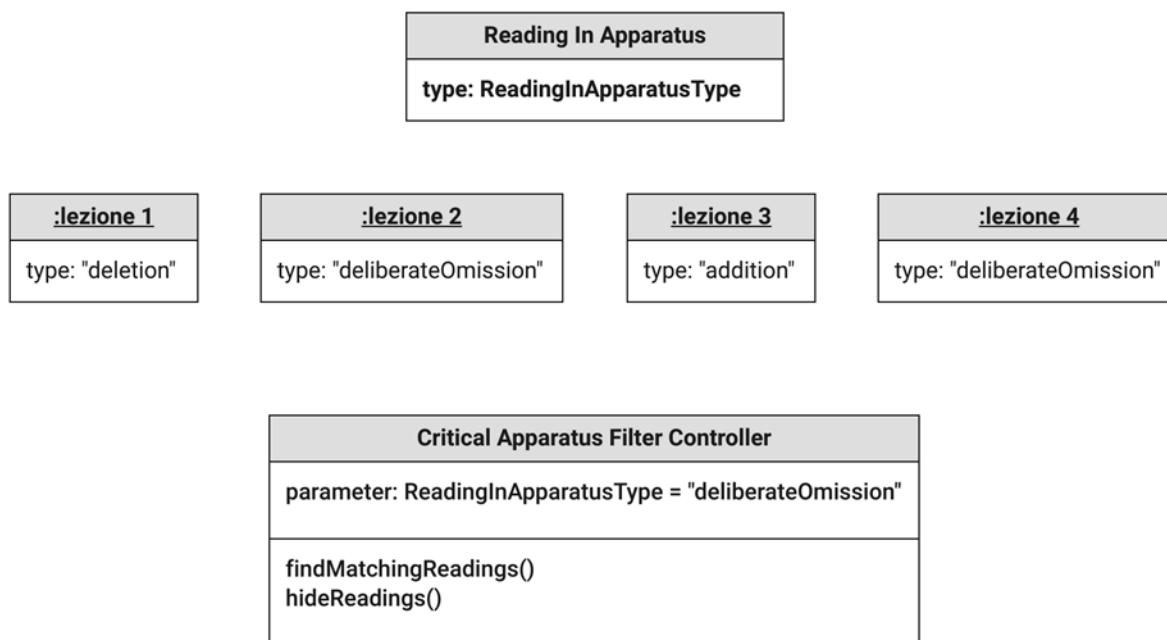 Reading In Apparatus
type: ReadingInApparatusType
:lezione 1
type: "deletion"
:lezione 2
type: "deliberateOmission"
:lezione 3
type: "addition"
:lezione 4
type: "deliberateOmission"
Critical Apparatus Filter Controller
parameter: ReadingInApparatusType = "deliberateOmission"
findMatchingReadings()
hideReadings()